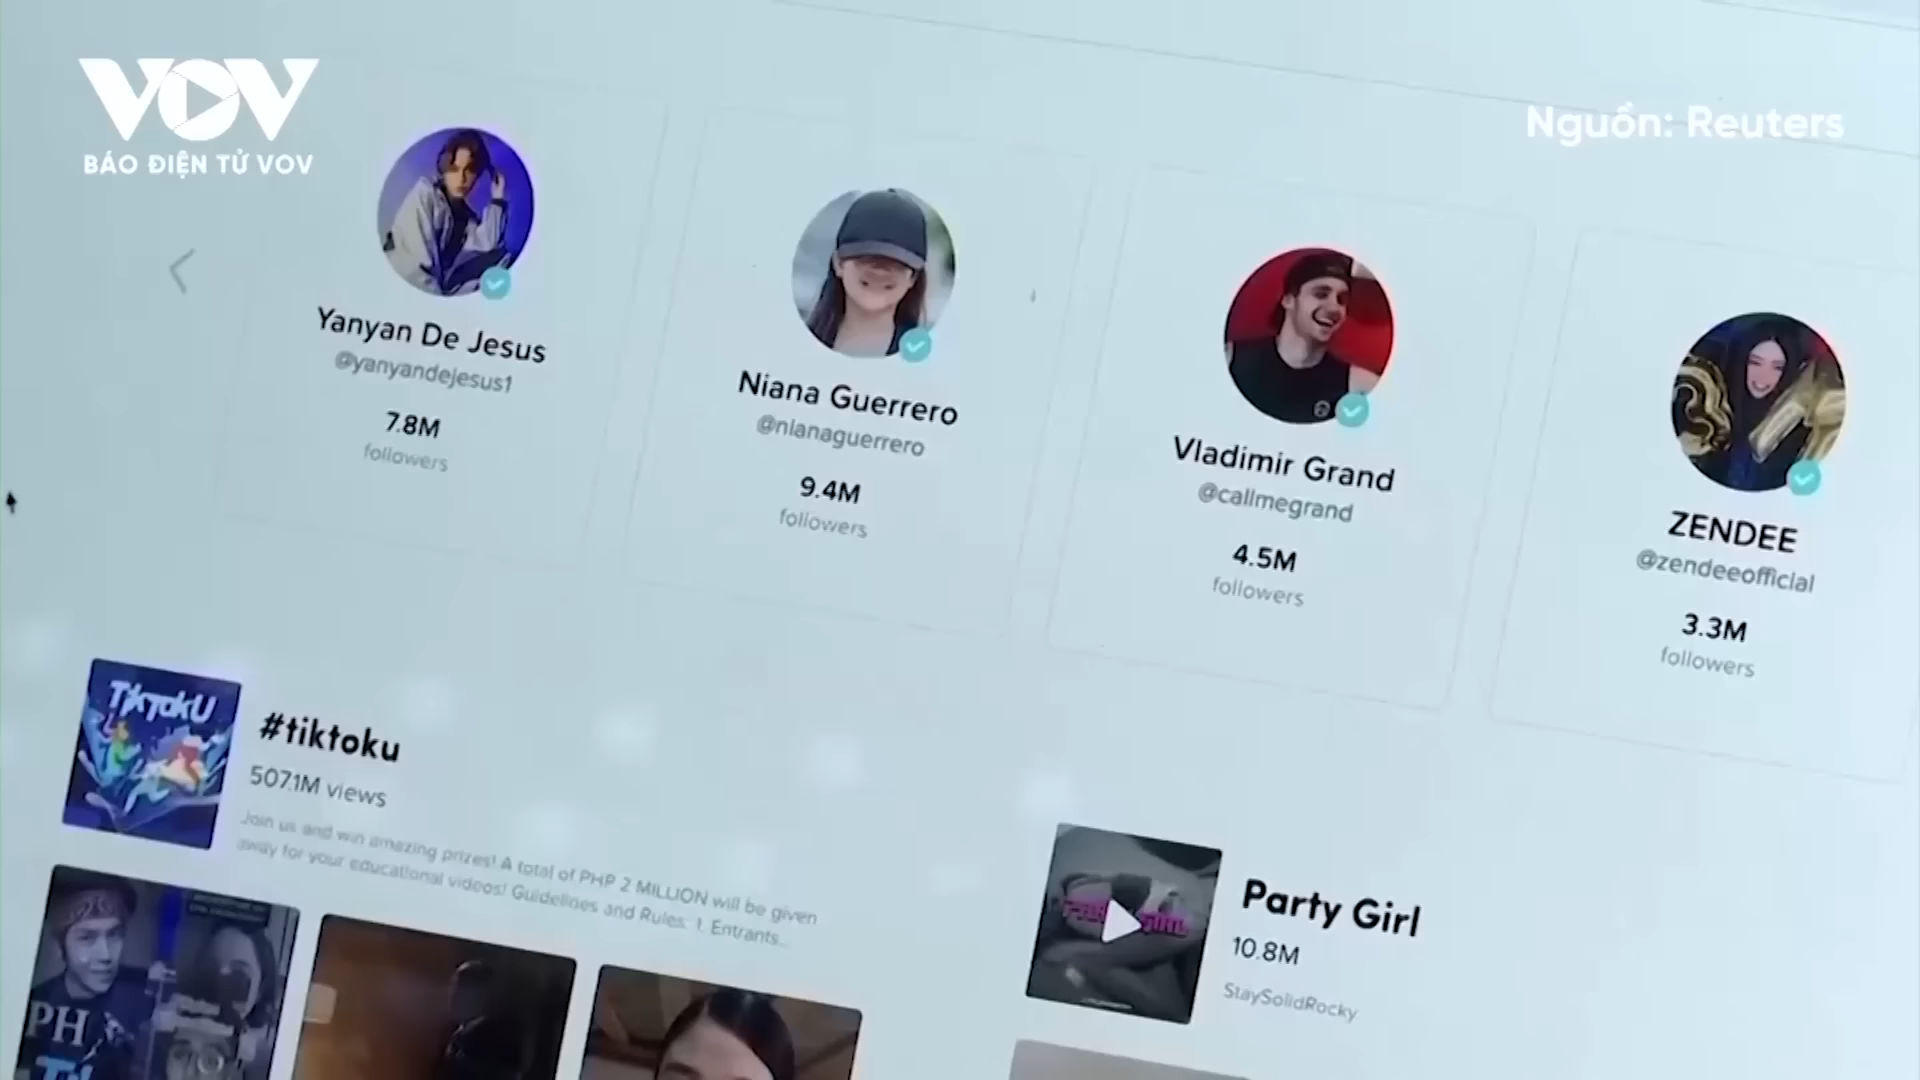 VOV
BÁO ĐIỆN TỬ VOV
Nguồn: Reuters
Yanyan De Jesus
@yanyandejesus1
7.8M
followers
Niana Guerrero
@nianaguerrero
9.4M
followers
Vladimir Grand
@callmegrand
4.5M
followers
ZENDEE
@zendeeofficial
3.3M
followers
TikTokU
#tiktoku
507.1M views
Join us and win amazing prizes! A total of PHP 2 MILLION will be given
away for your educational videos! Guidelines and Rules: 1. Entrants...
PH
Party Girl
10.8M
StaySolidRocky